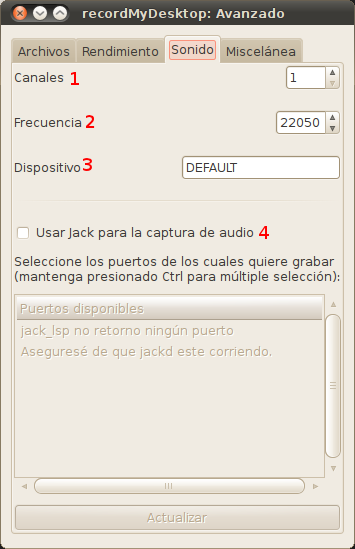 recordMyDesktop: Avanzado
Archivos Rendimiento Sonido Miscelánea
Canales 1 1
Frecuencia 2 22050
Dispositivo 3 DEFAULT
Usar Jack para la captura de audio 4
Seleccione los puertos de los cuales quiere grabar
(mantenga presionado Ctrl para múltiple selección):
Puertos disponibles
jack_lsp no retorno ningún puerto
Aseguresé de que jackd este corriendo.
Actualizar